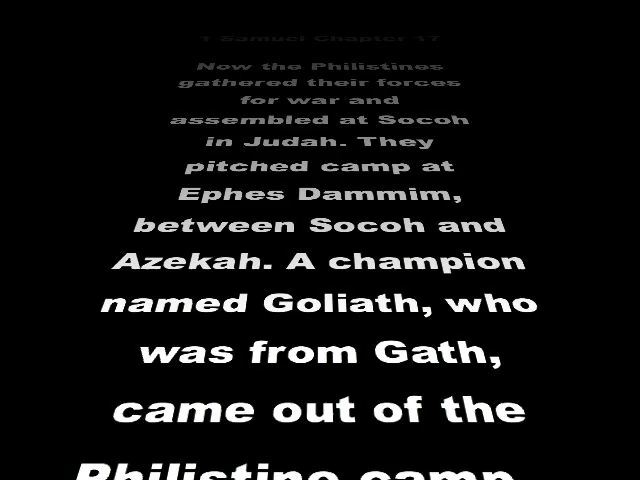 1 Samuel Chapter 17
Now the Philistines
gathered their forces
for war and
assembled at Socoh
in Judah. They
pitched camp at
Ephes Dammim,
between Socoh and
Azekah. A champion
named Goliath, who
was from Gath,
came out of the
Philistine camp.